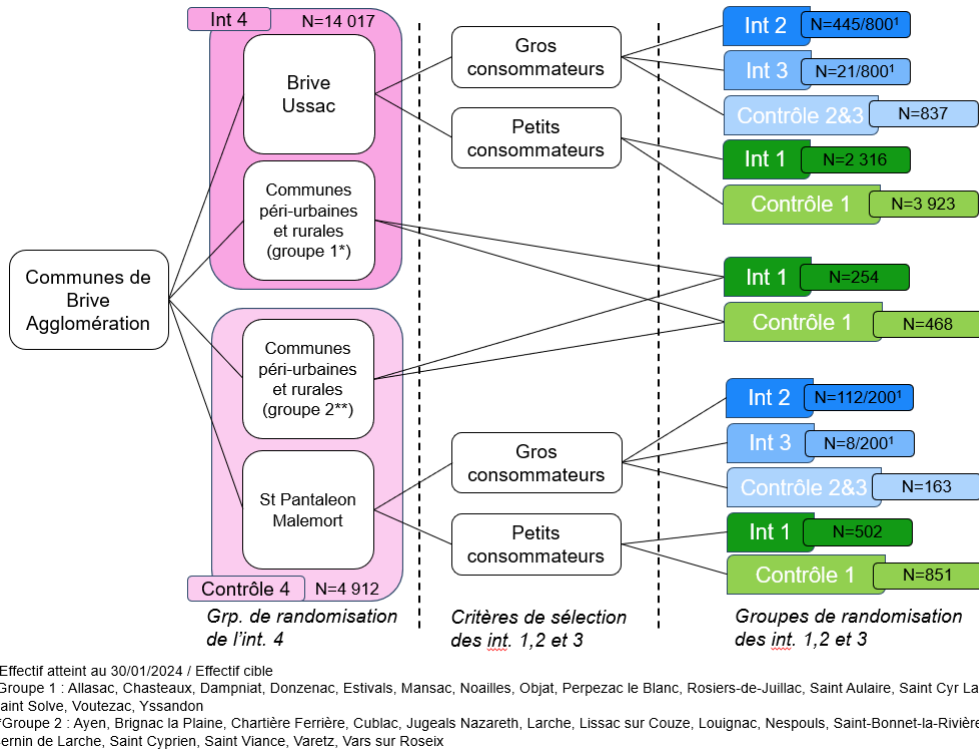 Int 4
N=14 017
Brive
Ussac
Communes
péri-urbaines
et rurales
(groupe 1*)
Communes de
Brive
Agglomération
Communes
péri-urbaines
et rurales
(groupe 2**)
St Pantaleon
Malemort
Contrôle 4
N=4 912
Gros
consommateurs
Petits
consommateurs
Gros
consommateurs
Petits
consommateurs
Int 2 N=445/800¹
Int 3 N=21/800¹
Contrôle 2&3 N=837
Int 1 N=2 316
Contrôle 1 N=3 923
Int 1 N=254
Contrôle 1 N=468
Int 2 N=112/200¹
Int 3 N=8/200¹
Contrôle 2&3 N=163
Int 1 N=502
Contrôle 1 N=851
Grp. de randomisation
de l'int. 4
Critères de sélection
des int. 1,2 et 3
Groupes de randomisation
des int. 1,2 et 3
Effectif atteint au 30/01/2024 / Effectif cible
Groupe 1 : Allasac, Chasteaux, Dampniat, Donzenac, Estivals, Mansac, Noailles, Objat, Perpezac le Blanc, Rosiers-de-Juillac, Saint Aulaire, Saint Cyr La
aint Solve, Voutezac, Yssandon
*Groupe 2 : Ayen, Brignac la Plaine, Chartière Ferrière, Cublac, Jugeals Nazareth, Larche, Lissac sur Couze, Louignac, Nespouls, Saint-Bonnet-la-Rivière
ernin de Larche, Saint Cyprien, Saint Viance, Varetz, Vars sur Roseix